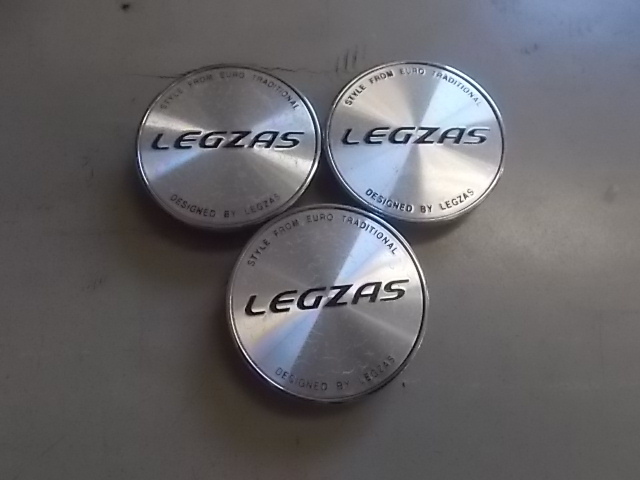 STYLE FROM EURO TRADITIONAL
LEGZAS
DESIGNED BY LEGZAS
STYLE FROM EURO TRADITIONAL
LEGZAS
DESIGNED BY LEGZAS
STYLE FROM EURO TRADITIONAL
LEGZAS
DESIGNED BY LEGZAS